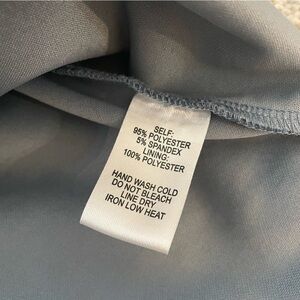 SELF:
95% POLYESTER
5% SPANDEX
LINING:
100% POLYESTER
HAND WASH COLD
DO NOT BLEACH
LINE DRY
IRON LOW HEAT